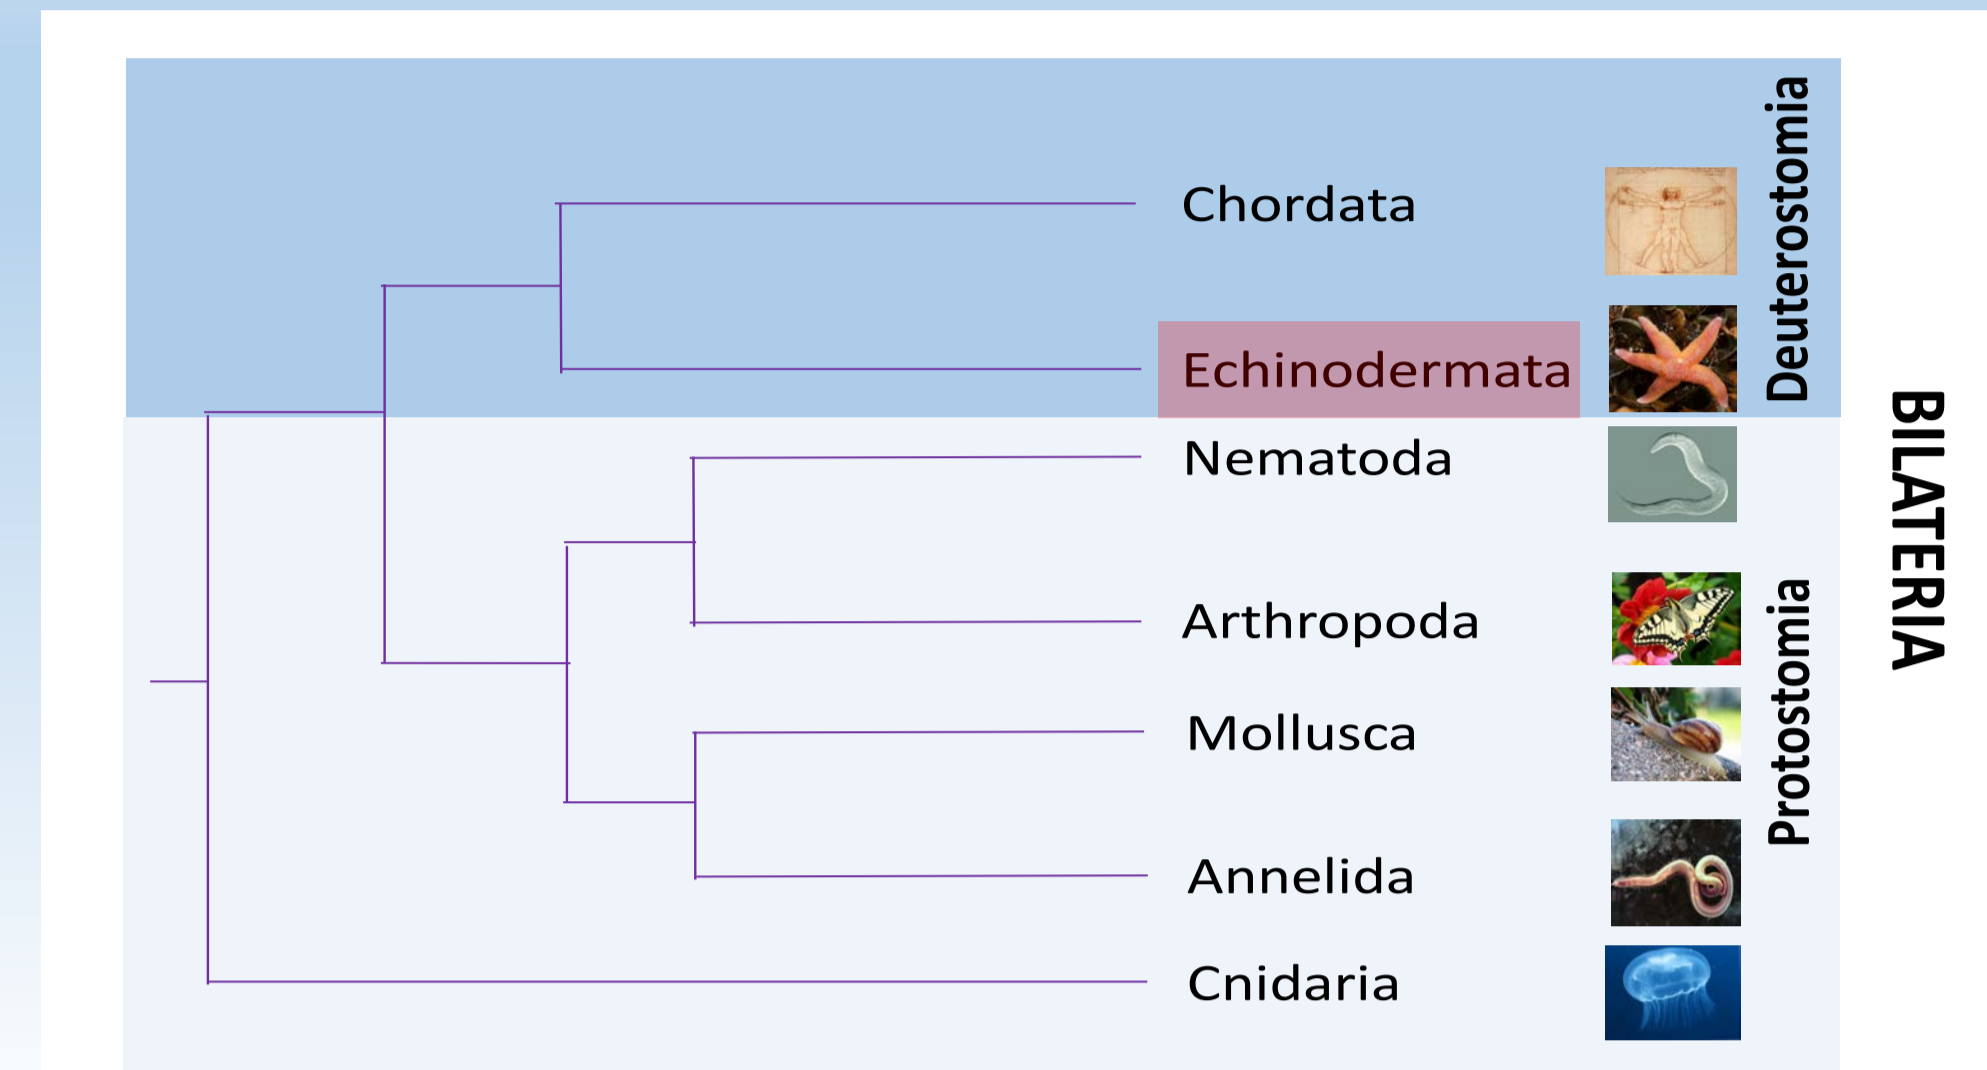 Chordata
Echinodermata
Nematoda
Arthropoda
Mollusca
Annelida
Cnidaria
Deuterostomia
Protostomia
BILATERIA